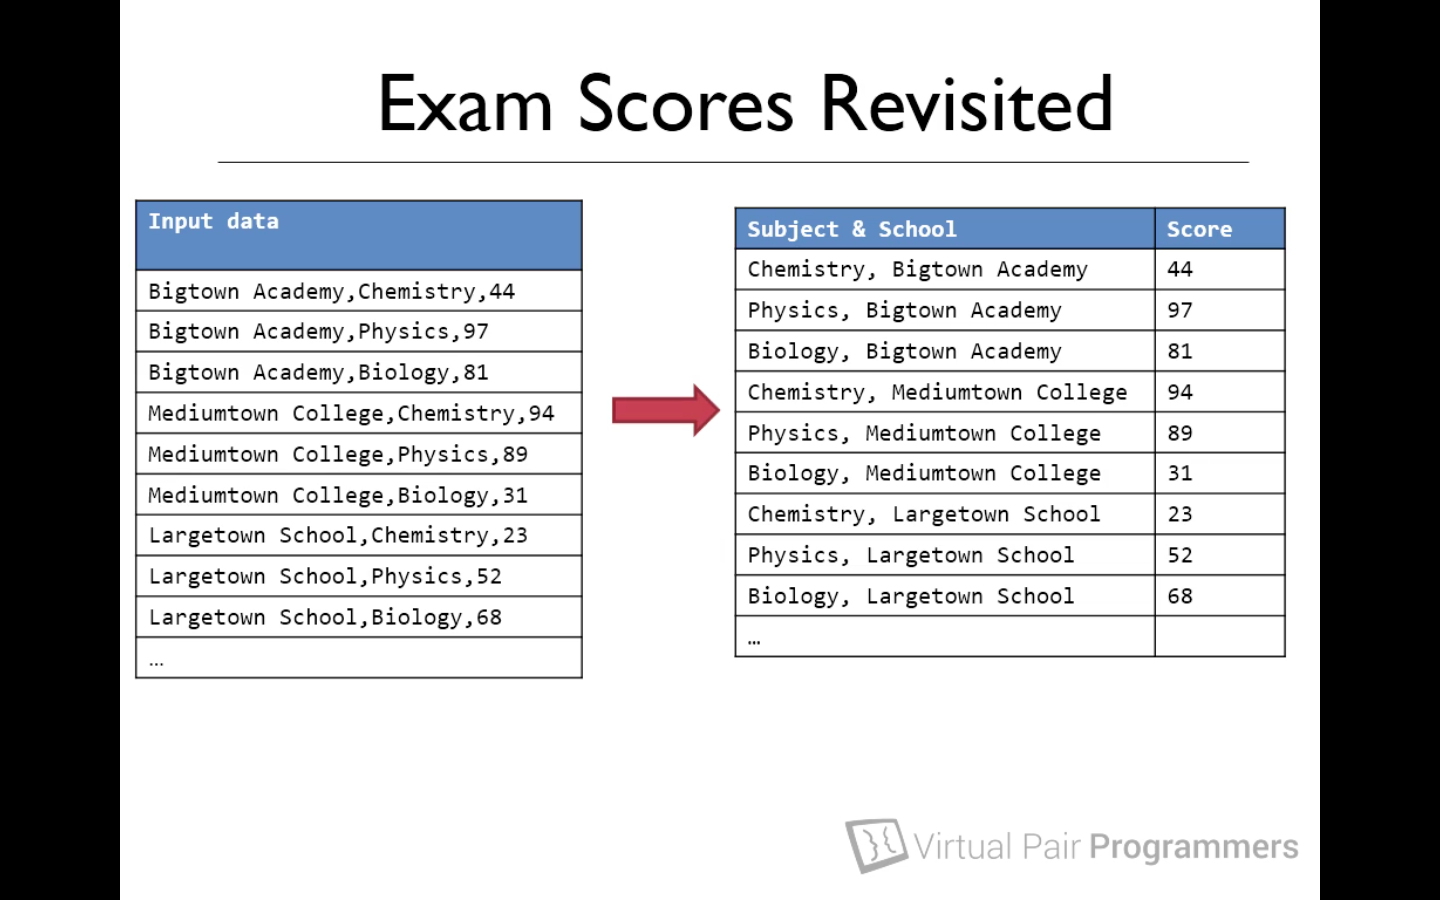 Exam Scores Revisited
Input data
Bigtown Academy,Chemistry,44
Bigtown Academy,Physics,97
Bigtown Academy,Biology,81
Mediumtown College,Chemistry,94
Mediumtown College,Physics,89
Mediumtown College,Biology,31
Largetown School,Chemistry,23
Largetown School,Physics,52
Largetown School,Biology,68
...
Subject & School Score
Chemistry, Bigtown Academy 44
Physics, Bigtown Academy 97
Biology, Bigtown Academy 81
Chemistry, Mediumtown College 94
Physics, Mediumtown College 89
Biology, Mediumtown College 31
Chemistry, Largetown School 23
Physics, Largetown School 52
Biology, Largetown School 68
...
Virtual Pair Programmers